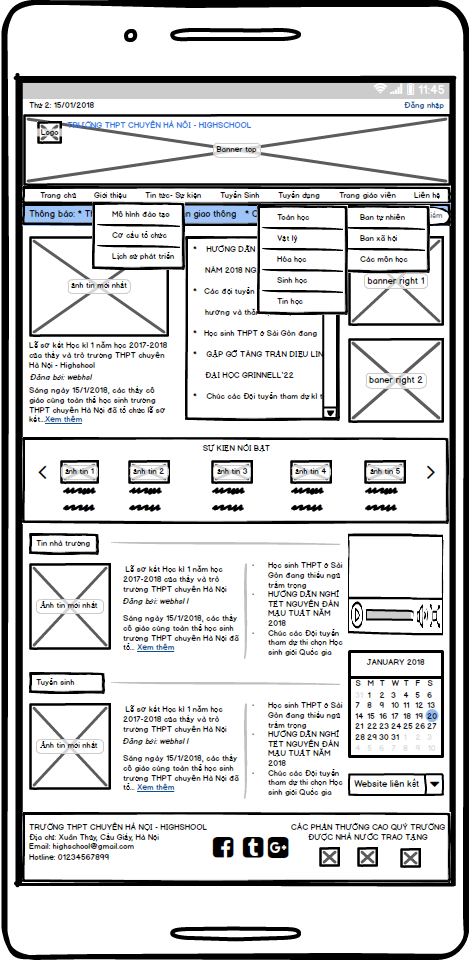 11:45
Thứ 2: 15/01/2018
Đăng nhập
Logo
TRƯỜNG THPT CHUYÊN HÀ NỘI - HIGHSCHOOL
Banner top
Trang chủ Giới thiệu Tin tức- Sự kiện Tuyển Sinh Tuyển dụng Trang giáo viên Liên hệ
Thông báo: * Th
n giao thông * C
Mô hình đào tạo
Cơ cấu tổ chức
Lịch sử phát triển
Toán học
Vật lý
Hóa học
Sinh học
Tin học
Ban tự nhiên
Ban xã hội
Các môn học
ảnh tin mới nhất
Lễ sơ kết Học kì 1 năm học 2017-2018
của thầy và trò trường THPT chuyên
Hà Nội - Highshool
Đăng bởi: webhsl
Sáng ngày 15/1/2018, các thầy cô
giáo cùng toàn thể học sinh trường
THPT chuyên Hà Nội đã tổ chức lễ sơ
kết..Xem thêm
* HƯỚNG DẪN
NĂM 2018 NG
* Các đội tuyển
hướng và thôn
* Học sinh THPT ở Sài Gòn đang
* GẶP GỠ TĂNG TRẦN DIỆU LIN
ĐẠI HỌC GRINNELL'22
* Chúc các Đội tuyển tham dự kì t
banner right 1
baner right 2
SỰ KIỆN NỔI BẬT
ảnh tin 1 ảnh tin 2 ảnh tin 3 ảnh tin 4 ảnh tin 5
Tin nhà trường
Ảnh tin mới nhất
Lễ sơ kết Học kì 1 năm học
2017-2018 của thầy và trò
trường THPT chuyên Hà Nội
Đăng bởi: webhsl l
Sáng ngày 15/1/2018, các thầy
cô giáo cùng toàn thể học sinh
trường THPT chuyên Hà Nội đã
tổ.. Xem thêm
• Học sinh THPT ở Sài
Gòn đang thiếu ngủ
trầm trọng
• HƯỚNG DẪN NGHỈ
TẾT NGUYÊN ĐÁN
MẬU TUẤT NĂM
2018
• Chúc các Đội tuyển
tham dự thi chọn Học
sinh giỏi Quốc gia
Tuyển sinh
Ảnh tin mới nhất
Lễ sơ kết Học kì 1 năm học
2017-2018 của thầy và trò
trường THPT chuyên Hà Nội
Đăng bởi: webhsl l
Sáng ngày 15/1/2018, các thầy
cô giáo cùng toàn thể học sinh
trường THPT chuyên Hà Nội đã
tổ.. Xem thêm
• Học sinh THPT ở Sài
Gòn đang thiếu ngủ
trầm trọng
• HƯỚNG DẪN NGHỈ
TẾT NGUYÊN ĐÁN
MẬU TUẤT NĂM
2018
• Chúc các Đội tuyển
tham dự thi chọn Học
sinh giỏi Quốc gia
JANUARY 2018
S M T W T F S
31 1 2 3 4 5 6
7 8 9 10 11 12 13
14 15 16 17 18 19 20
21 22 23 24 25 26 27
28 29 30 31 1 2 3
4 5 6 7 8 9 10
Website liên kết
TRƯỜNG THPT CHUYÊN HÀ NỘI - HIGHSCHOOL
Địa chỉ: Xuân Thủy, Cầu Giấy, Hà Nội
Email: highschool@gmail.com
Hotline: 01234567899
CÁC PHẦN THƯỞNG CAO QUÝ TRƯỜNG
ĐƯỢC NHÀ NƯỚC TRAO TẶNG